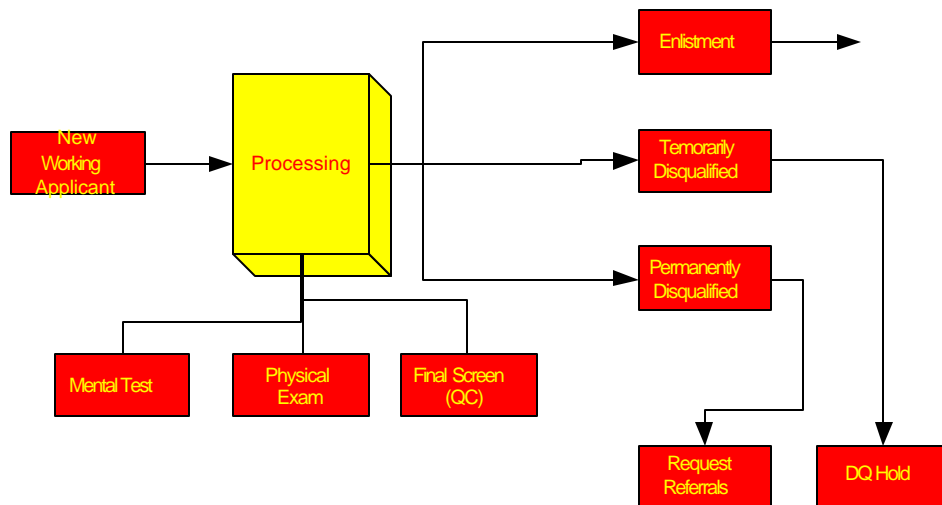 Enlistment
New
Working
Applicant
Processing
Temorarily
Disqualified
Permanently
Disqualified
Mental Test
Physical
Exam
Final Screen
(QC)
Request
Referrals
DQ Hold